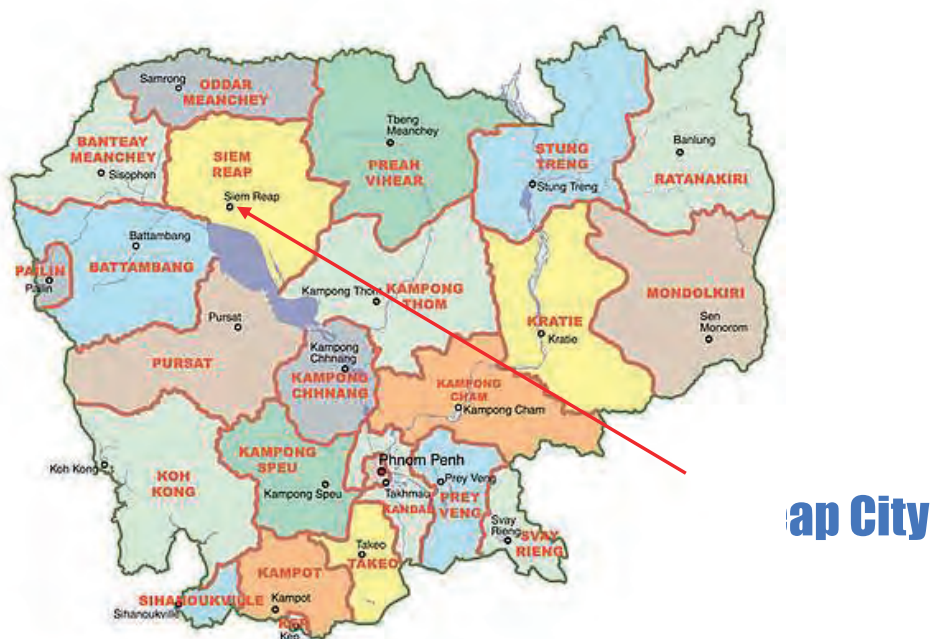 Samrong
ODDAR
MEANCHEY
BANTEAY
MEANCHEY
Sisophon
SIEM
REAP
Siem Reap
Tbeng
Meanchey
PREAH
VIHEAR
STUNG
TRENG
Stung Treng
Banlung
RATANAKIRI
Battambang
BATTAMBANG
PAILIN
Pailin
Kampong Thom
KAMPONG
THOM
KRATIE
Kratie
MONDOLKIRI
Sen
Monorom
Pursat
PURSAT
Kampong
Chhnang
KAMPONG
CHHNANG
KAMPONG
CHAM
Kampong Cham
Koh Kong
KOH
KONG
KAMPONG
SPEU
Kampong Speu
Phnom Penh
Takhmau
KANDAL
Prey Veng
PREY
VENG
Svay
Rieng
SVAY
RIENG
ap City
Takeo
TAKEO
KAMPOT
Kampot
SIHANOUKVILLE
Sihanoukville
KEP
Kep